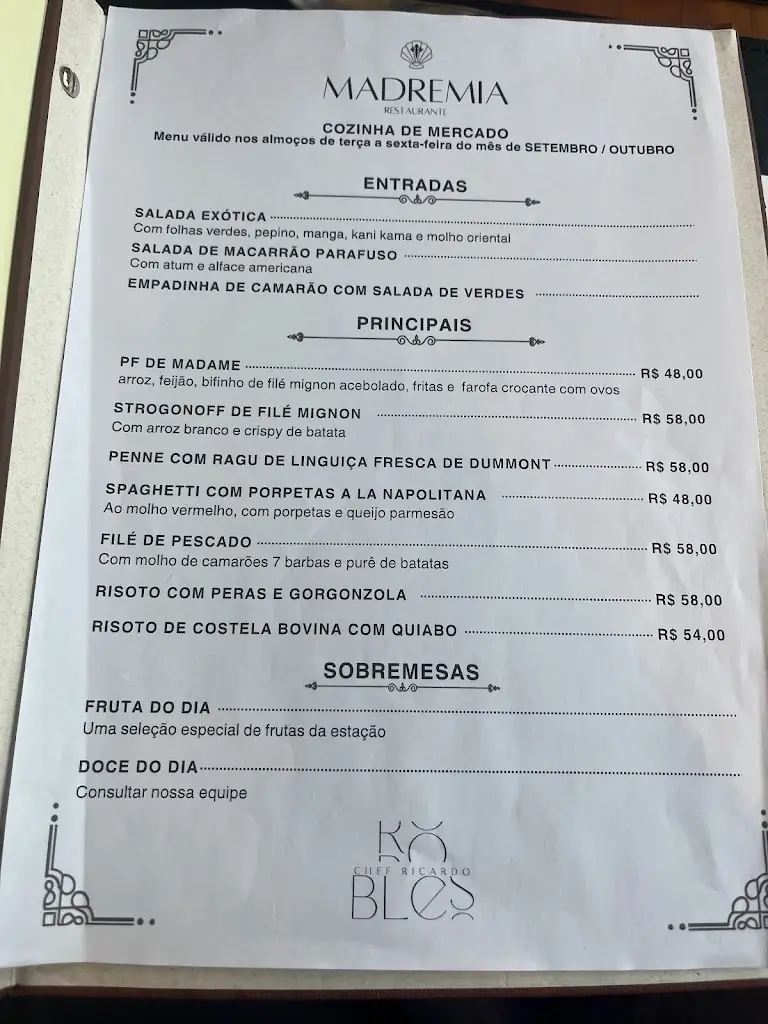 MADREMIA
RESTAURANTE
COZINHA DE MERCADO
Menu válido nos almoços de terça a sexta-feira do mês de SETEMBRO / OUTUBRO
ENTRADAS
SALADA EXÓTICA
Com folhas verdes, pepino, manga, kani kama e molho oriental
SALADA DE MACARRÃO PARAFUSO
Com atum e alface americana
EMPADINHA DE CAMARÃO COM SALADA DE VERDES
PRINCIPAIS
PF DE MADAME R$ 48,00
arroz, feijão, bifinho de filé mignon acebolado, fritas e farofa crocante com ovos
STROGONOFF DE FILÉ MIGNON R$ 58,00
Com arroz branco e crispy de batata
PENNE COM RAGU DE LINGUIÇA FRESCA DE DUMMONT R$ 58,00
SPAGHETTI COM PORPETAS A LA NAPOLITANA R$ 48,00
Ao molho vermelho, com porpetas e queijo parmesão
FILÉ DE PESCADO R$ 58,00
Com molho de camarões 7 barbas e purê de batatas
RISOTO COM PERAS E GORGONZOLA R$ 58,00
RISOTO DE COSTELA BOVINA COM QUIABO R$ 54,00
SOBREMESAS
FRUTA DO DIA
Uma seleção especial de frutas da estação
DOCE DO DIA
Consultar nossa equipe
RO
CHEF RICARDO
BLES